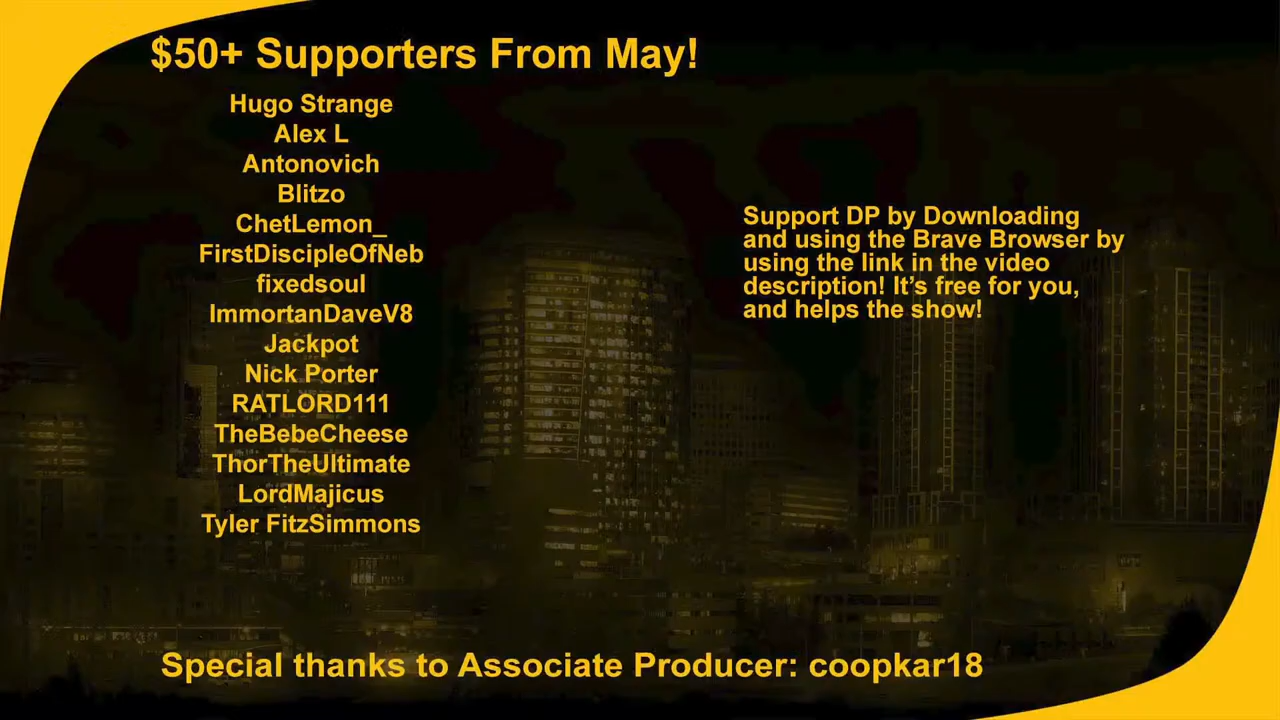 $50+ Supporters From May!
Hugo Strange
Alex L
Antonovich
Blitzo
ChetLemon_
FirstDiscipleOfNeb
fixedsoul
ImmortanDaveV8
Jackpot
Nick Porter
RATLORD111
TheBebeCheese
ThorTheUltimate
LordMajicus
Tyler FitzSimmons
Support DP by Downloading
and using the Brave Browser by
using the link in the video
description! It’s free for you,
and helps the show!
Special thanks to Associate Producer: coopkar18